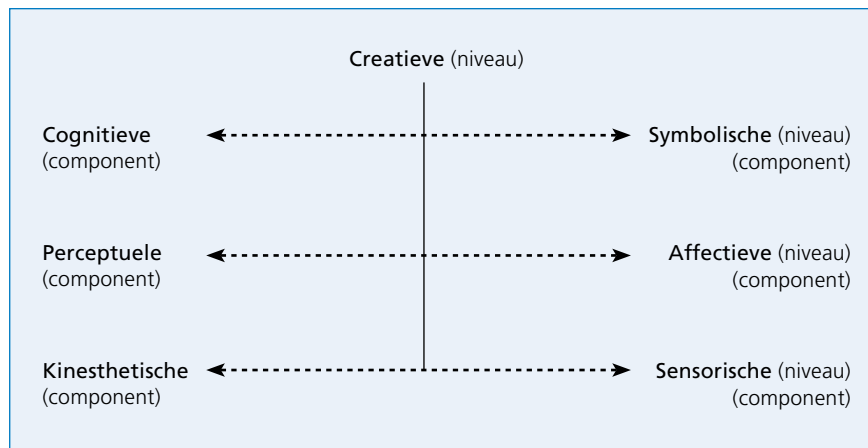 Creatieve (niveau)
Cognitieve
(component)
Symbolische (niveau)
(component)
Perceptuele
(component)
Affectieve (niveau)
(component)
Kinesthetische
(component)
Sensorische (niveau)
(component)